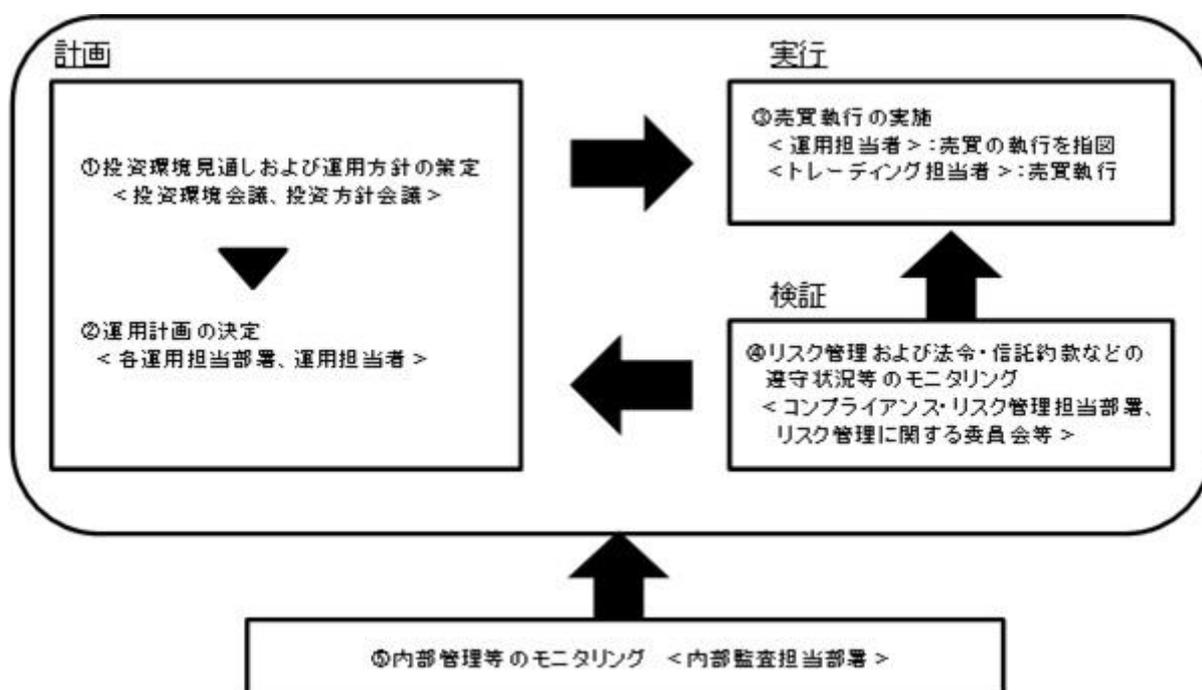 計画
①投資環境見通しおよび運用方針の策定
＜投資環境会議、投資方針会議＞
②運用計画の決定
＜各運用担当部署、運用担当者＞
実行
③売買執行の実施
＜運用担当者＞：売買の執行を指図
＜トレーディング担当者＞：売買執行
検証
④リスク管理および法令・信託約款などの
遵守状況等のモニタリング
＜コンプライアンス・リスク管理担当部署、
リスク管理に関する委員会等＞
⑤内部管理等のモニタリング　＜内部監査担当部署＞